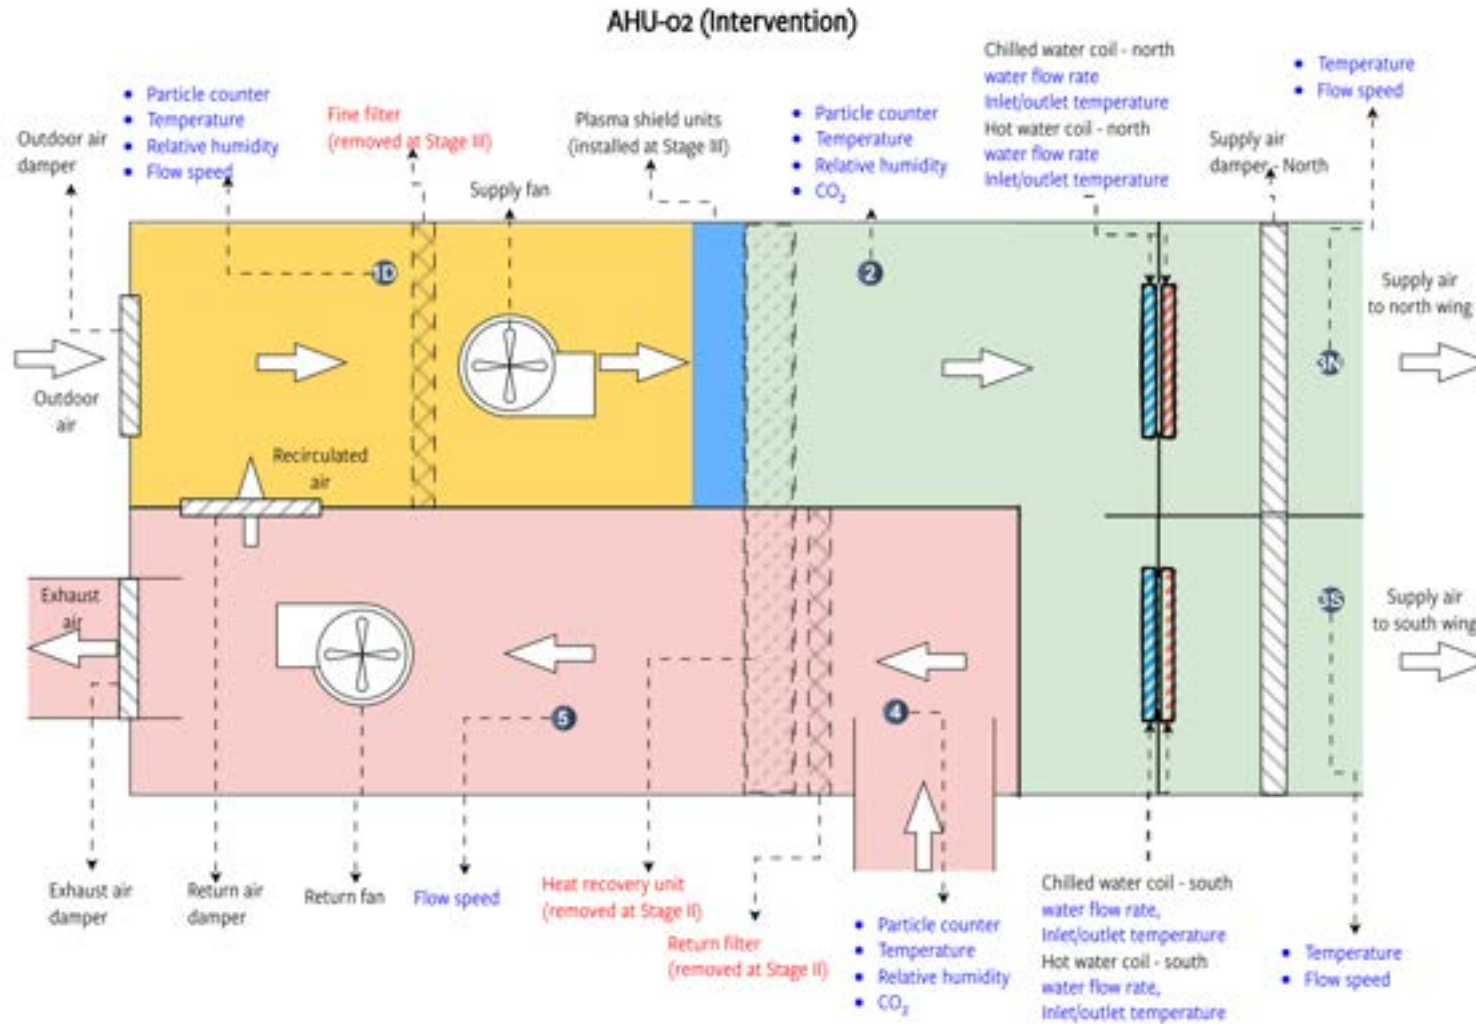 AHU-02 (Intervention)
Outdoor air
damper
• Particle counter
• Temperature
• Relative humidity
• Flow speed
Fine filter
(removed at Stage III)
Supply fan
Plasma shield units
(installed at Stage III)
• Particle counter
• Temperature
• Relative humidity
• CO₂
Chilled water coil - north
water flow rate
Inlet/outlet temperature
Hot water coil - north
water flow rate
Inlet/outlet temperature
Supply air
damper - North
• Temperature
• Flow speed
1D
2
3N
Outdoor
air
Supply air
to north wing
Recirculated
air
Exhaust
air
5
4
3S
Supply air
to south wing
Exhaust air
damper
Return air
damper
Return fan
Flow speed
Heat recovery unit
(removed at Stage II)
Return filter
(removed at Stage II)
• Particle counter
• Temperature
• Relative humidity
• CO₂
Chilled water coil - south
water flow rate,
Inlet/outlet temperature
Hot water coil - south
water flow rate,
Inlet/outlet temperature
• Temperature
• Flow speed